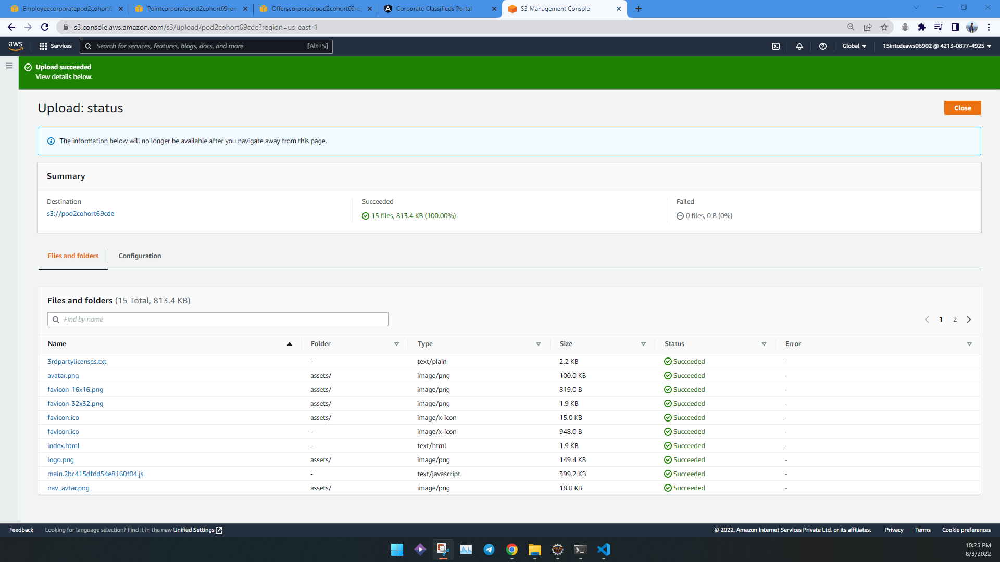 Employeecorporatepod2cohort6
Pointcorporatepod2cohort69-en
Offerscorporatepod2cohort69-e
Corporate Classifieds Portal
S3 Management Console
s3.console.aws.amazon.com/s3/upload/pod2cohort69cde?region=us-east-1
aws
Services
Search for services, features, blogs, docs, and more
[Alt+S]
Global
15intcdeaws06902 @ 4213-0877-4925
Upload succeeded
View details below.
Upload: status
Close
The information below will no longer be available after you navigate away from this page.
Summary
Destination
s3://pod2cohort69cde
Succeeded
15 files, 813.4 KB (100.00%)
Failed
0 files, 0 B (0%)
Files and folders
Configuration
Files and folders (15 Total, 813.4 KB)
Find by name
1 2
Name Folder Type Size Status Error
3rdpartylicenses.txt - text/plain 2.2 KB Succeeded -
avatar.png assets/ image/png 100.0 KB Succeeded -
favicon-16x16.png assets/ image/png 819.0 B Succeeded -
favicon-32x32.png assets/ image/png 1.9 KB Succeeded -
favicon.ico assets/ image/x-icon 15.0 KB Succeeded -
favicon.ico - image/x-icon 948.0 B Succeeded -
index.html - text/html 1.9 KB Succeeded -
logo.png assets/ image/png 149.4 KB Succeeded -
main.2bc415dfdd54e8160f04.js - text/javascript 399.2 KB Succeeded -
nav_avtar.png assets/ image/png 18.0 KB Succeeded -
Feedback
Looking for language selection? Find it in the new Unified Settings
© 2022, Amazon Internet Services Private Ltd. or its affiliates.
Privacy
Terms
Cookie preferences
10:25 PM
8/3/2022